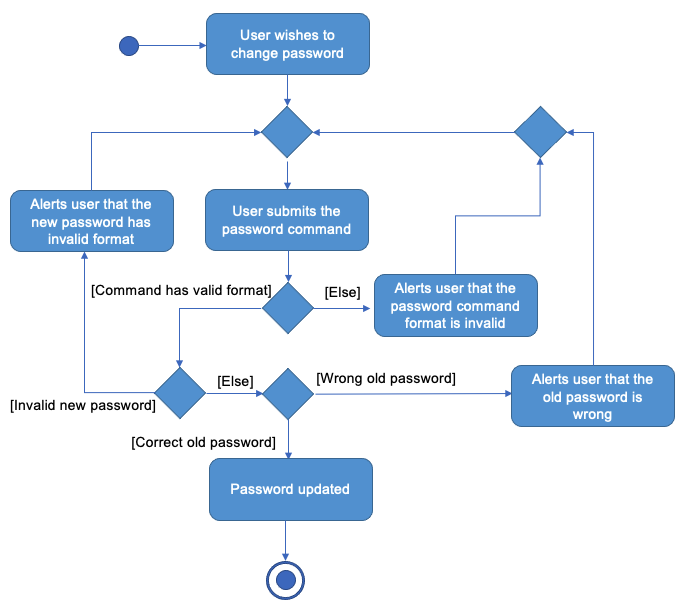 User wishes to
change password
Alerts user that the
new password has
invalid format
User submits the
password command
[Command has valid format]
[Else]
Alerts user that the
password command
format is invalid
[Else]
[Wrong old password]
Alerts user that the
old password is
wrong
[Invalid new password]
[Correct old password]
Password updated